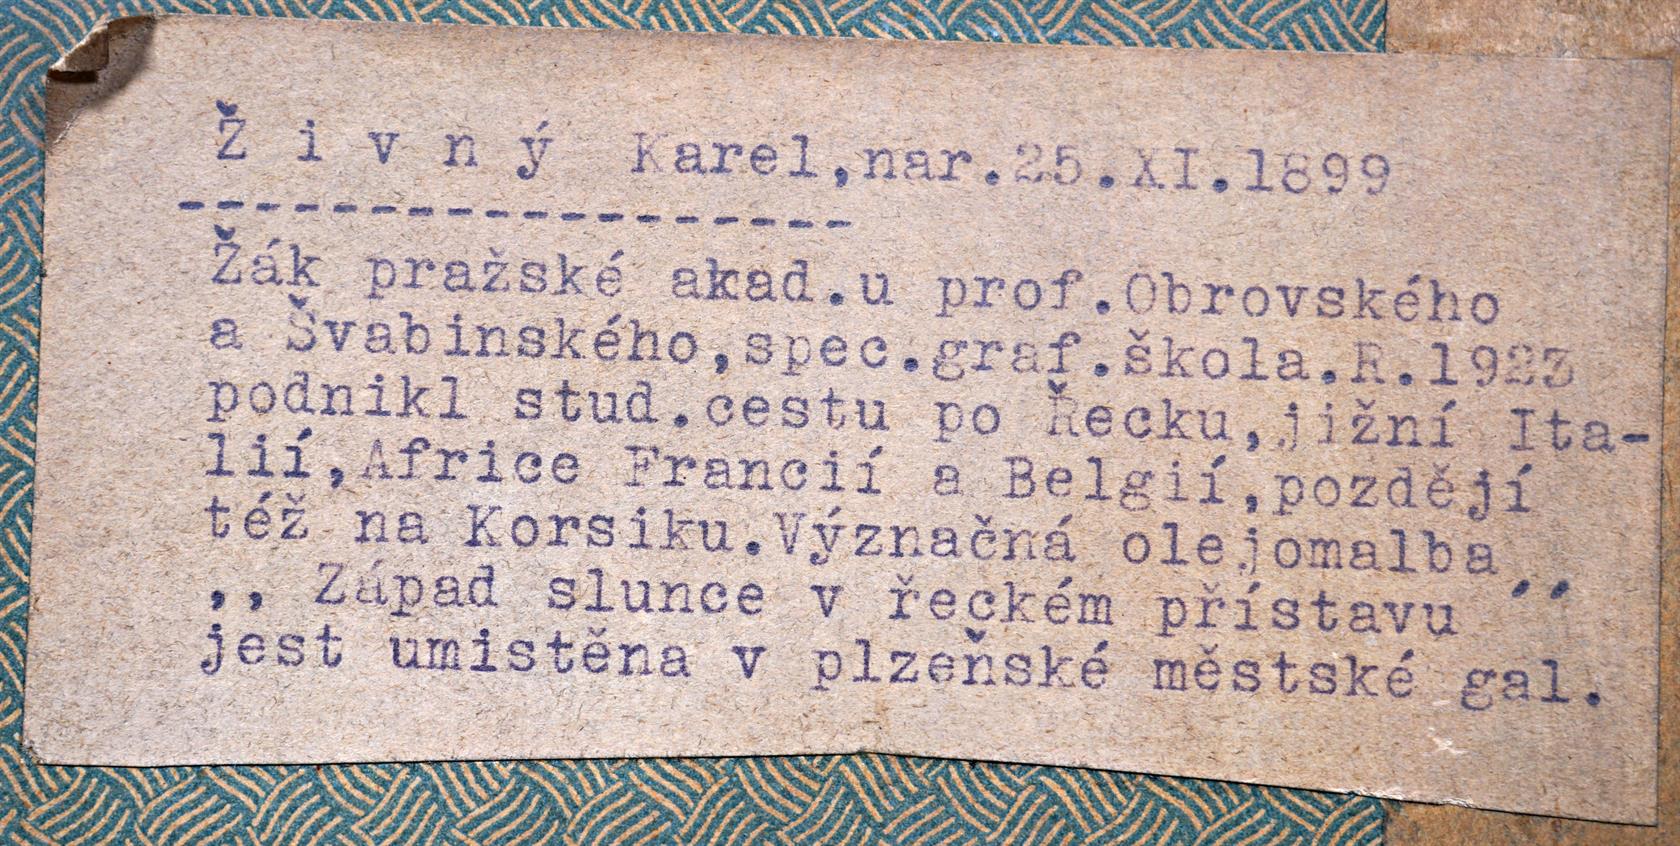 Ž i v n ý Karel,nar.25.XI.1899
------------------
Žák pražské akad.u prof.Obrovského
a Švabinského,spec.graf.škola.R.1923
podnikl stud.cestu po Řecku,jižní Ita-
lií,Africe Francií a Belgií,pozdějí
též na Korsiku.Význačná olejomalba
,, Západ slunce v řeckém přístavu ´´
jest umistěna v plzeňské městské gal.